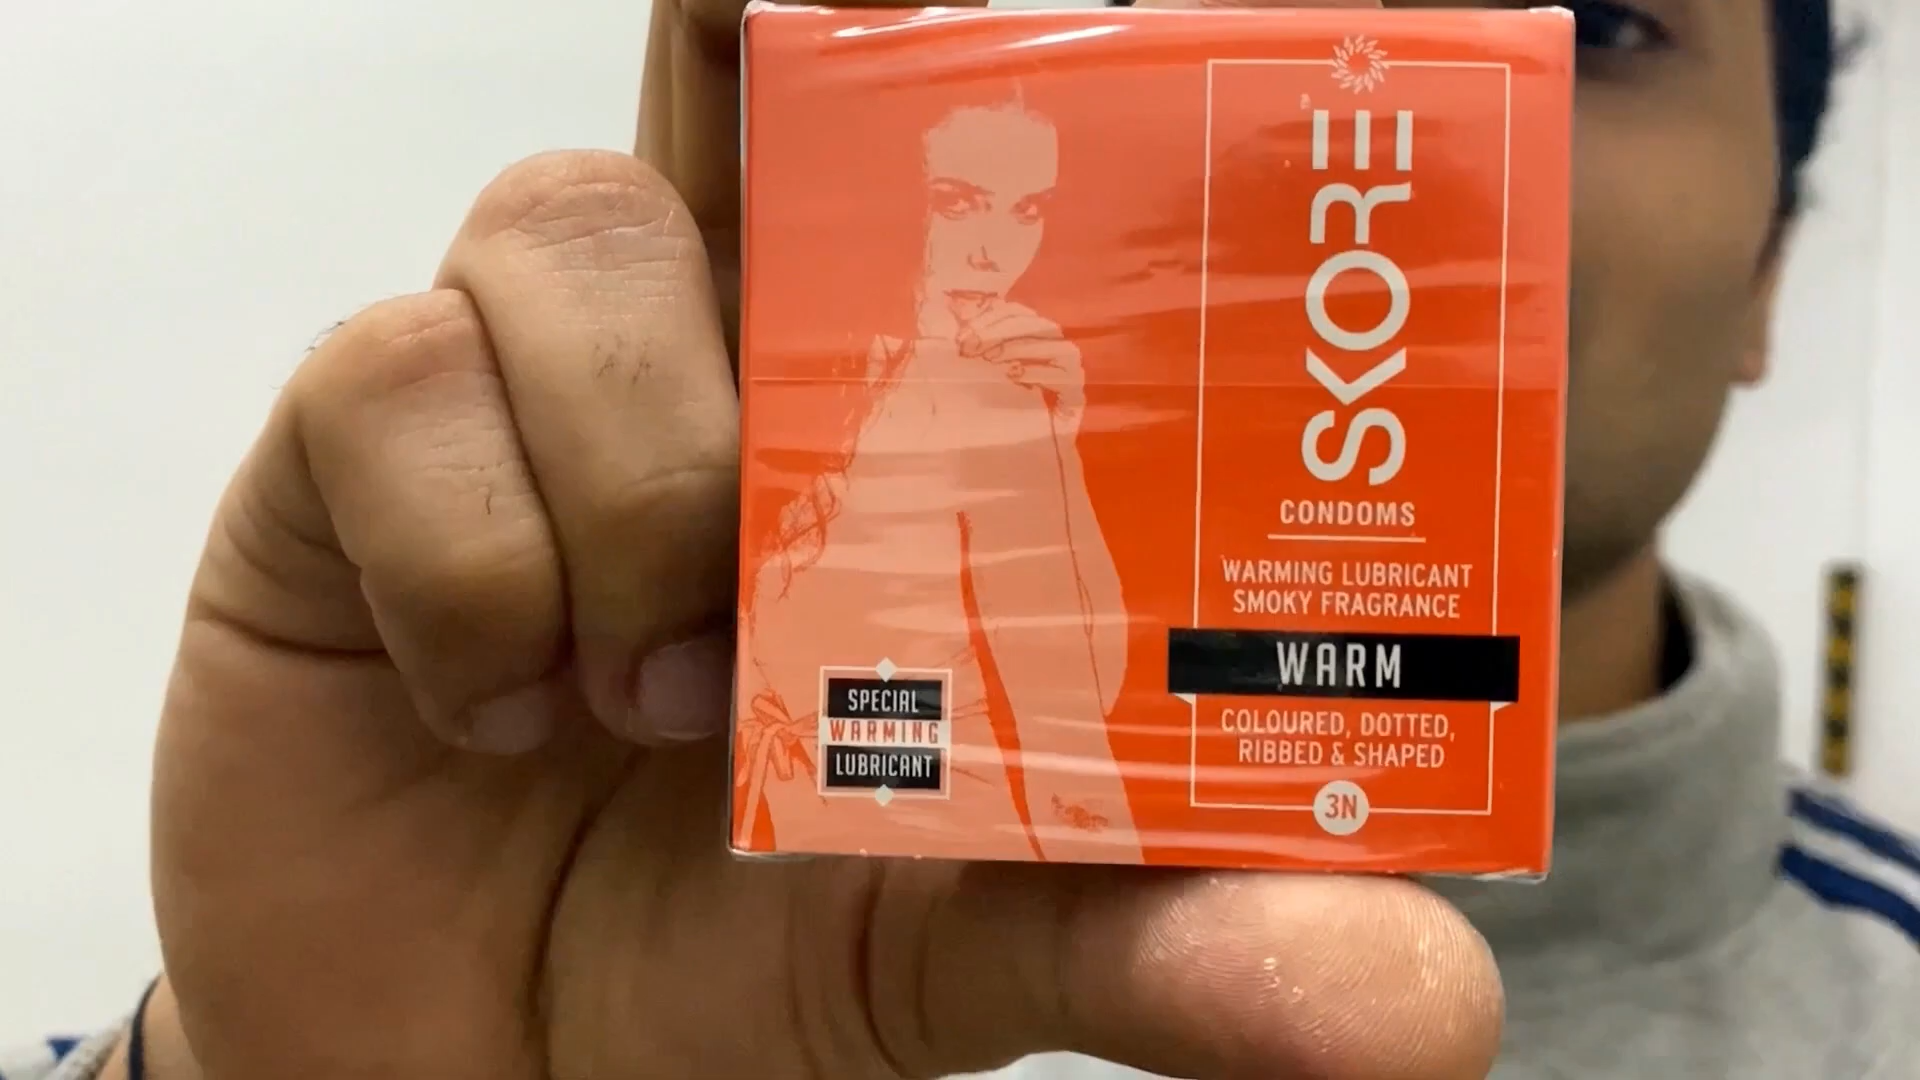 SKORE
CONDOMS
WARMING LUBRICANT
SMOKY FRAGRANCE
WARM
COLOURED, DOTTED,
RIBBED & SHAPED
3N
SPECIAL
WARMING
LUBRICANT